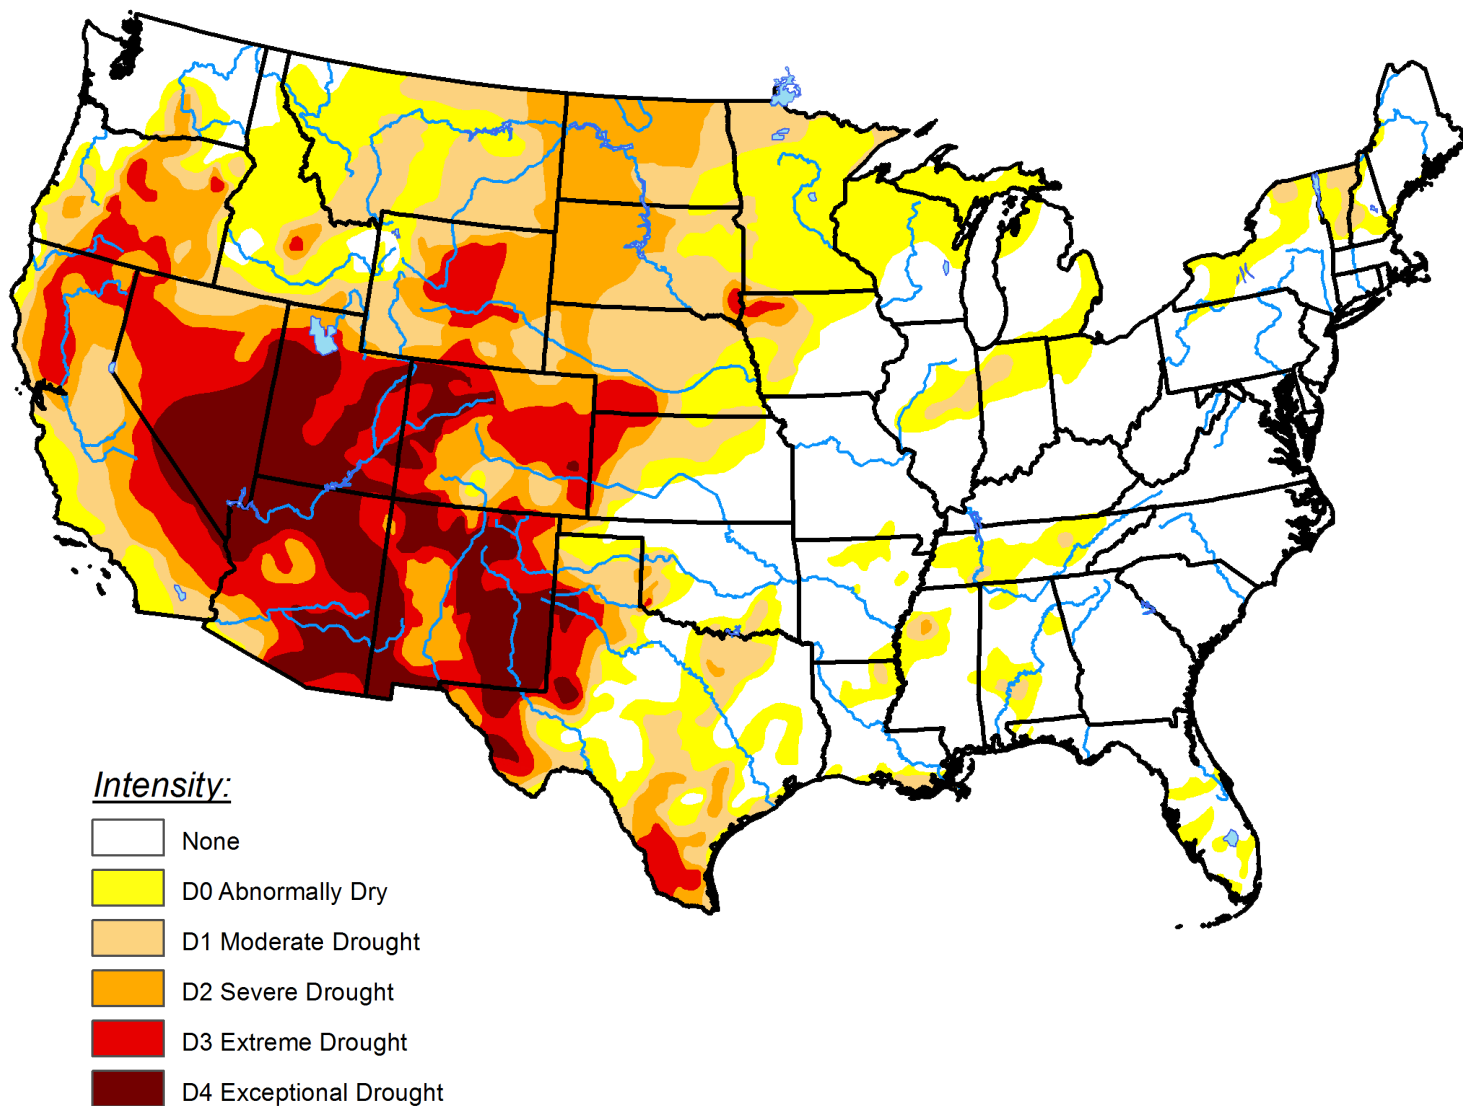 Intensity:
None
D0 Abnormally Dry
D1 Moderate Drought
D2 Severe Drought
D3 Extreme Drought
D4 Exceptional Drought